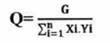 Q= G / ∑ⁿᵢ₌₁ Xi.Yi